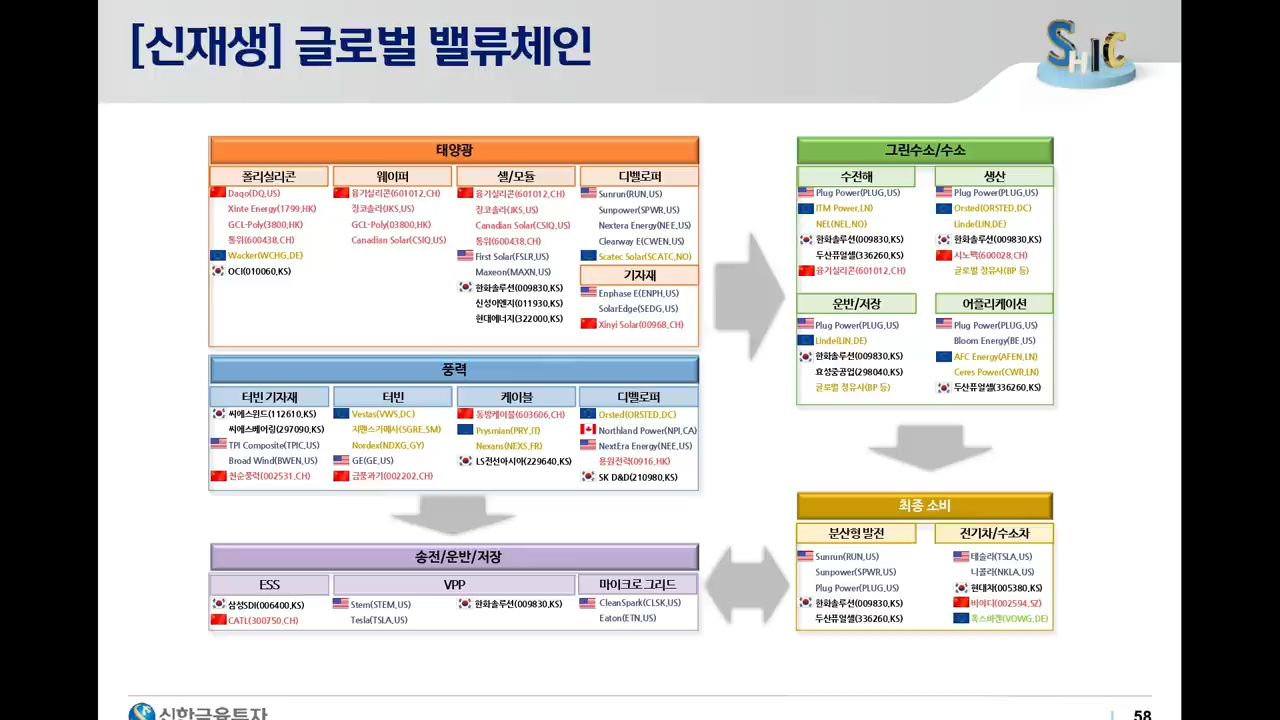 [신재생] 글로벌 밸류체인
SHIC
태양광
폴리실리콘
Daqo(DQ,US)
Xinte Energy(1799,HK)
GCL-Poly(3800,HK)
통위(600438,CH)
Wacker(WCHG,DE)
OCI(010060,KS)
웨이퍼
융기실리콘(601012,CH)
징코솔라(JKS,US)
GCL-Poly(03800,HK)
Canadian Solar(CSIQ,US)
셀/모듈
융기실리콘(601012,CH)
징코솔라(JKS,US)
Canadian Solar(CSIQ,US)
통위(600438,CH)
First Solar(FSLR,US)
Maxeon(MAXN,US)
한화솔루션(009830,KS)
신성이엔지(011930,KS)
현대에너지(322000,KS)
디벨로퍼
Sunrun(RUN,US)
Sunpower(SPWR,US)
Nextera Energy(NEE,US)
Clearway E(CWEN,US)
Scatec Solar(SCATC,NO)
기자재
Enphase E(ENPH,US)
SolarEdge(SEDG,US)
Xinyi Solar(00968,CH)
풍력
터빈 기자재
씨에스윈드(112610,KS)
씨에스베어링(297090,KS)
TPI Composite(TPIC,US)
Broad Wind(BWEN,US)
천순풍력(002531,CH)
터빈
Vestas(VWS,DC)
지멘스가메사(SGRE,SM)
Nordex(NDXG,GY)
GE(GE,US)
금풍과기(002202,CH)
케이블
동방케이블(603606,CH)
Prysmian(PRY,IT)
Nexans(NEXS,FR)
LS전선아시아(229640,KS)
디벨로퍼
Orsted(ORSTED,DC)
Northland Power(NPI,CA)
NextEra Energy(NEE,US)
용원전력(0916,HK)
SK D&D(210980,KS)
송전/운반/저장
ESS
삼성SDI(006400,KS)
CATL(300750,CH)
VPP
Stem(STEM,US)
Tesla(TSLA,US)
한화솔루션(009830,KS)
마이크로 그리드
CleanSpark(CLSK,US)
Eaton(ETN,US)
그린수소/수소
수전해
Plug Power(PLUG,US)
ITM Power,LN)
NEL(NEL,NO)
한화솔루션(009830,KS)
두산퓨얼셀(336260,KS)
융기실리콘(601012,CH)
생산
Plug Power(PLUG,US)
Orsted(ORSTED,DC)
Linde(LIN,DE)
한화솔루션(009830,KS)
시노펙(600028,CH)
글로벌 정유사(BP 등)
운반/저장
Plug Power(PLUG,US)
Linde(LIN,DE)
한화솔루션(009830,KS)
효성중공업(298040,KS)
글로벌 정유사(BP 등)
어플리케이션
Plug Power(PLUG,US)
Bloom Energy(BE,US)
AFC Energy(AFEN,LN)
Ceres Power(CWR,LN)
두산퓨얼셀(336260,KS)
최종 소비
분산형 발전
Sunrun(RUN,US)
Sunpower(SPWR,US)
Plug Power(PLUG,US)
한화솔루션(009830,KS)
두산퓨얼셀(336260,KS)
전기차/수소차
테슬라(TSLA,US)
니콜라(NKLA,US)
현대차(005380,KS)
비야디(002594,SZ)
폭스바겐(VOWG,DE)
신한금융투자
58